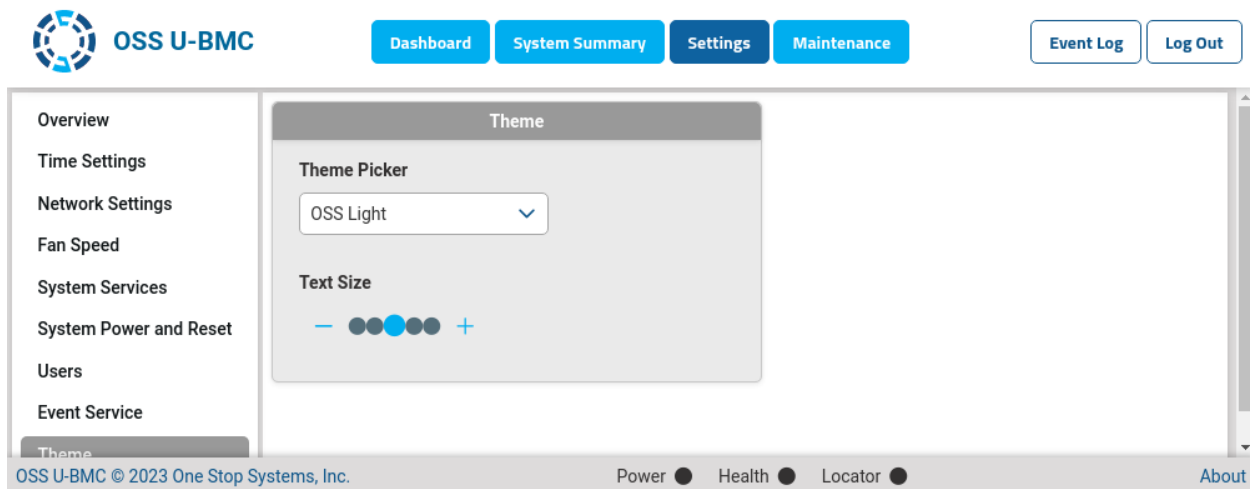 OSS U-BMC
Dashboard
System Summary
Settings
Maintenance
Event Log
Log Out
Overview
Time Settings
Network Settings
Fan Speed
System Services
System Power and Reset
Users
Event Service
Theme
Theme
Theme Picker
OSS Light
Text Size
OSS U-BMC © 2023 One Stop Systems, Inc.
Power
Health
Locator
About